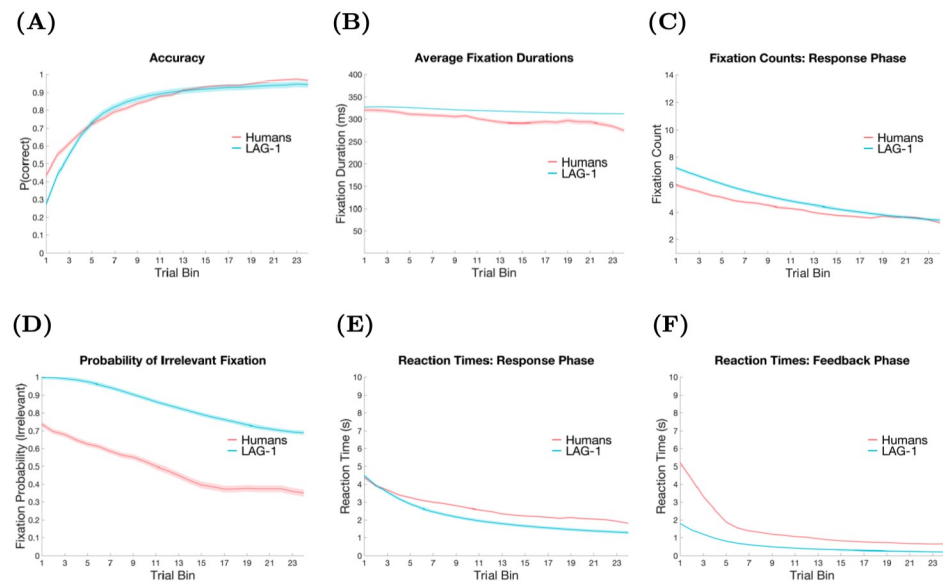 (A)
Accuracy
P(correct)
1
0.9
0.8
0.7
0.6
0.5
0.4
0.3
0.2
0.1
0
1 3 5 7 9 11 13 15 17 19 21 23
Trial Bin
Humans
LAG-1
(B)
Average Fixation Durations
Fixation Duration (ms)
400
350
300
250
200
150
100
50
1 3 5 7 9 11 13 15 17 19 21 23
Trial Bin
Humans
LAG-1
(C)
Fixation Counts: Response Phase
Fixation Count
14
12
10
8
6
4
2
1 3 5 7 9 11 13 15 17 19 21 23
Trial Bin
Humans
LAG-1
(D)
Probability of Irrelevant Fixation
Fixation Probability (Irrelevant)
1
0.9
0.8
0.7
0.6
0.5
0.4
0.3
0.2
0.1
0
1 3 5 7 9 11 13 15 17 19 21 23
Trial Bin
Humans
LAG-1
(E)
Reaction Times: Response Phase
Reaction Time (s)
10
9
8
7
6
5
4
3
2
1
0
1 3 5 7 9 11 13 15 17 19 21 23
Trial Bin
Humans
LAG-1
(F)
Reaction Times: Feedback Phase
Reaction Time (s)
10
9
8
7
6
5
4
3
2
1
0
1 3 5 7 9 11 13 15 17 19 21 23
Trial Bin
Humans
LAG-1